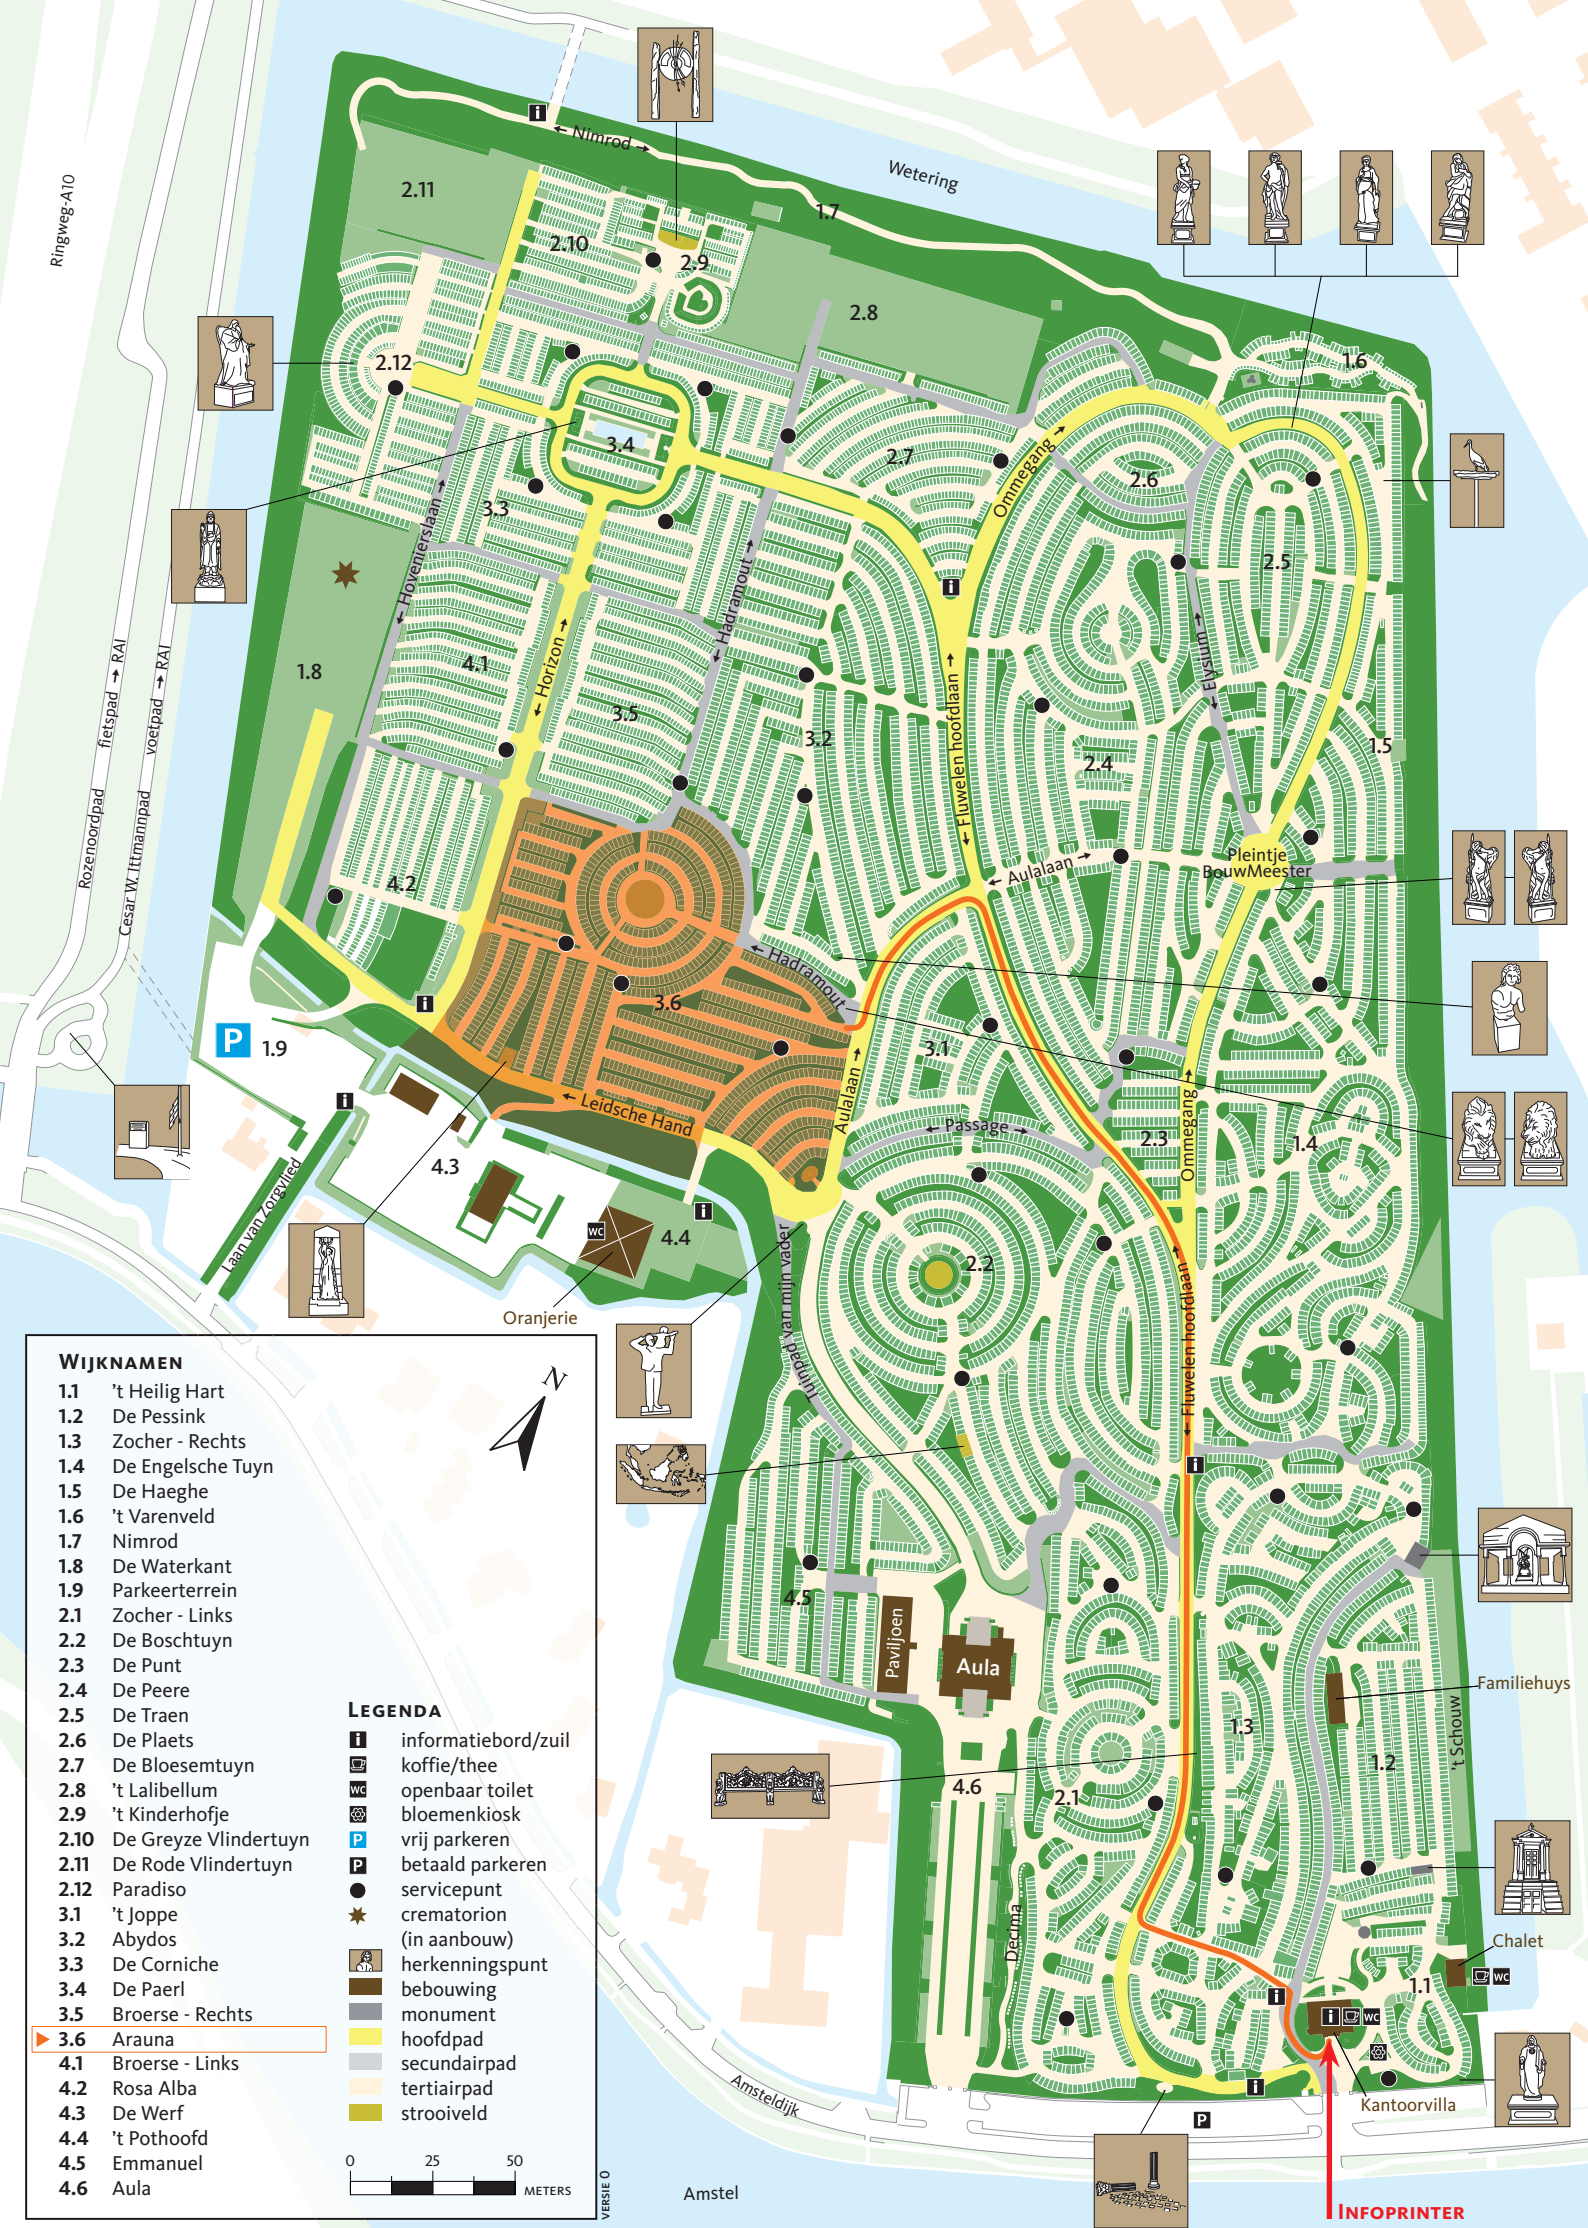 Nimrod
Wetering
Ringweg-A10
2.11
1.7
2.10
2.9
2.8
2.12
1.6
3.4
2.7
Ommegang
2.6
3.3
Hovenierslaan
Hadramout
2.5
fietspad → RAI
voetpad → RAI
1.8
4.1
Horizon
3.5
3.2
Fluwelen hoofdlaan
Elysium
2.4
1.5
Rozenoordpad
Cesar W. Ittmannpad
4.2
Aulalaan
Pleintje
BouwMeester
Hadramout
3.6
P 1.9
3.1
Aulalaan
Leidsche Hand
Passage
2.3
Ommegang
1.4
4.3
Laan van Zorgvlied
WC
4.4
Oranjerie
Tuinpad van mijn vader
2.2
Fluwelen hoofdlaan
4.5
Paviljoen
Aula
Familiehuys
't Schouw
1.3
1.2
4.6
2.1
Decima
Chalet
WC
1.1
WC
Kantoorvilla
Amsteldijk
P
Amstel
INFOPRINTER
N
WIJKNAMEN
1.1 't Heilig Hart
1.2 De Pessink
1.3 Zocher - Rechts
1.4 De Engelsche Tuyn
1.5 De Haeghe
1.6 't Varenveld
1.7 Nimrod
1.8 De Waterkant
1.9 Parkeerterrein
2.1 Zocher - Links
2.2 De Boschtuyn
2.3 De Punt
2.4 De Peere
2.5 De Traen
2.6 De Plaets
2.7 De Bloesemtuyn
2.8 't Lalibellum
2.9 't Kinderhofje
2.10 De Greyze Vlindertuyn
2.11 De Rode Vlindertuyn
2.12 Paradiso
3.1 't Joppe
3.2 Abydos
3.3 De Corniche
3.4 De Paerl
3.5 Broerse - Rechts
3.6 Arauna
4.1 Broerse - Links
4.2 Rosa Alba
4.3 De Werf
4.4 't Pothoofd
4.5 Emmanuel
4.6 Aula
LEGENDA
i informatiebord/zuil
koffie/thee
WC openbaar toilet
bloemenkiosk
P vrij parkeren
P betaald parkeren
servicepunt
crematorion
(in aanbouw)
herkenningspunt
bebouwing
monument
hoofdpad
secundairpad
tertiairpad
strooiveld
0 25 50
METERS
VERSIE O